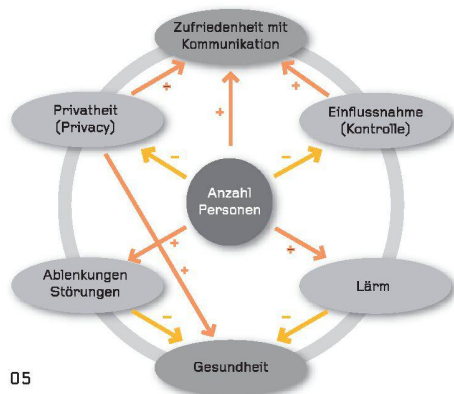 Zufriedenheit mit
Kommunikation
+
+
+
Privatheit
(Privacy)
Einflussnahme
(Kontrolle)
–
–
Anzahl
Personen
+
+
+
Ablenkungen
Störungen
Lärm
–
–
Gesundheit
05